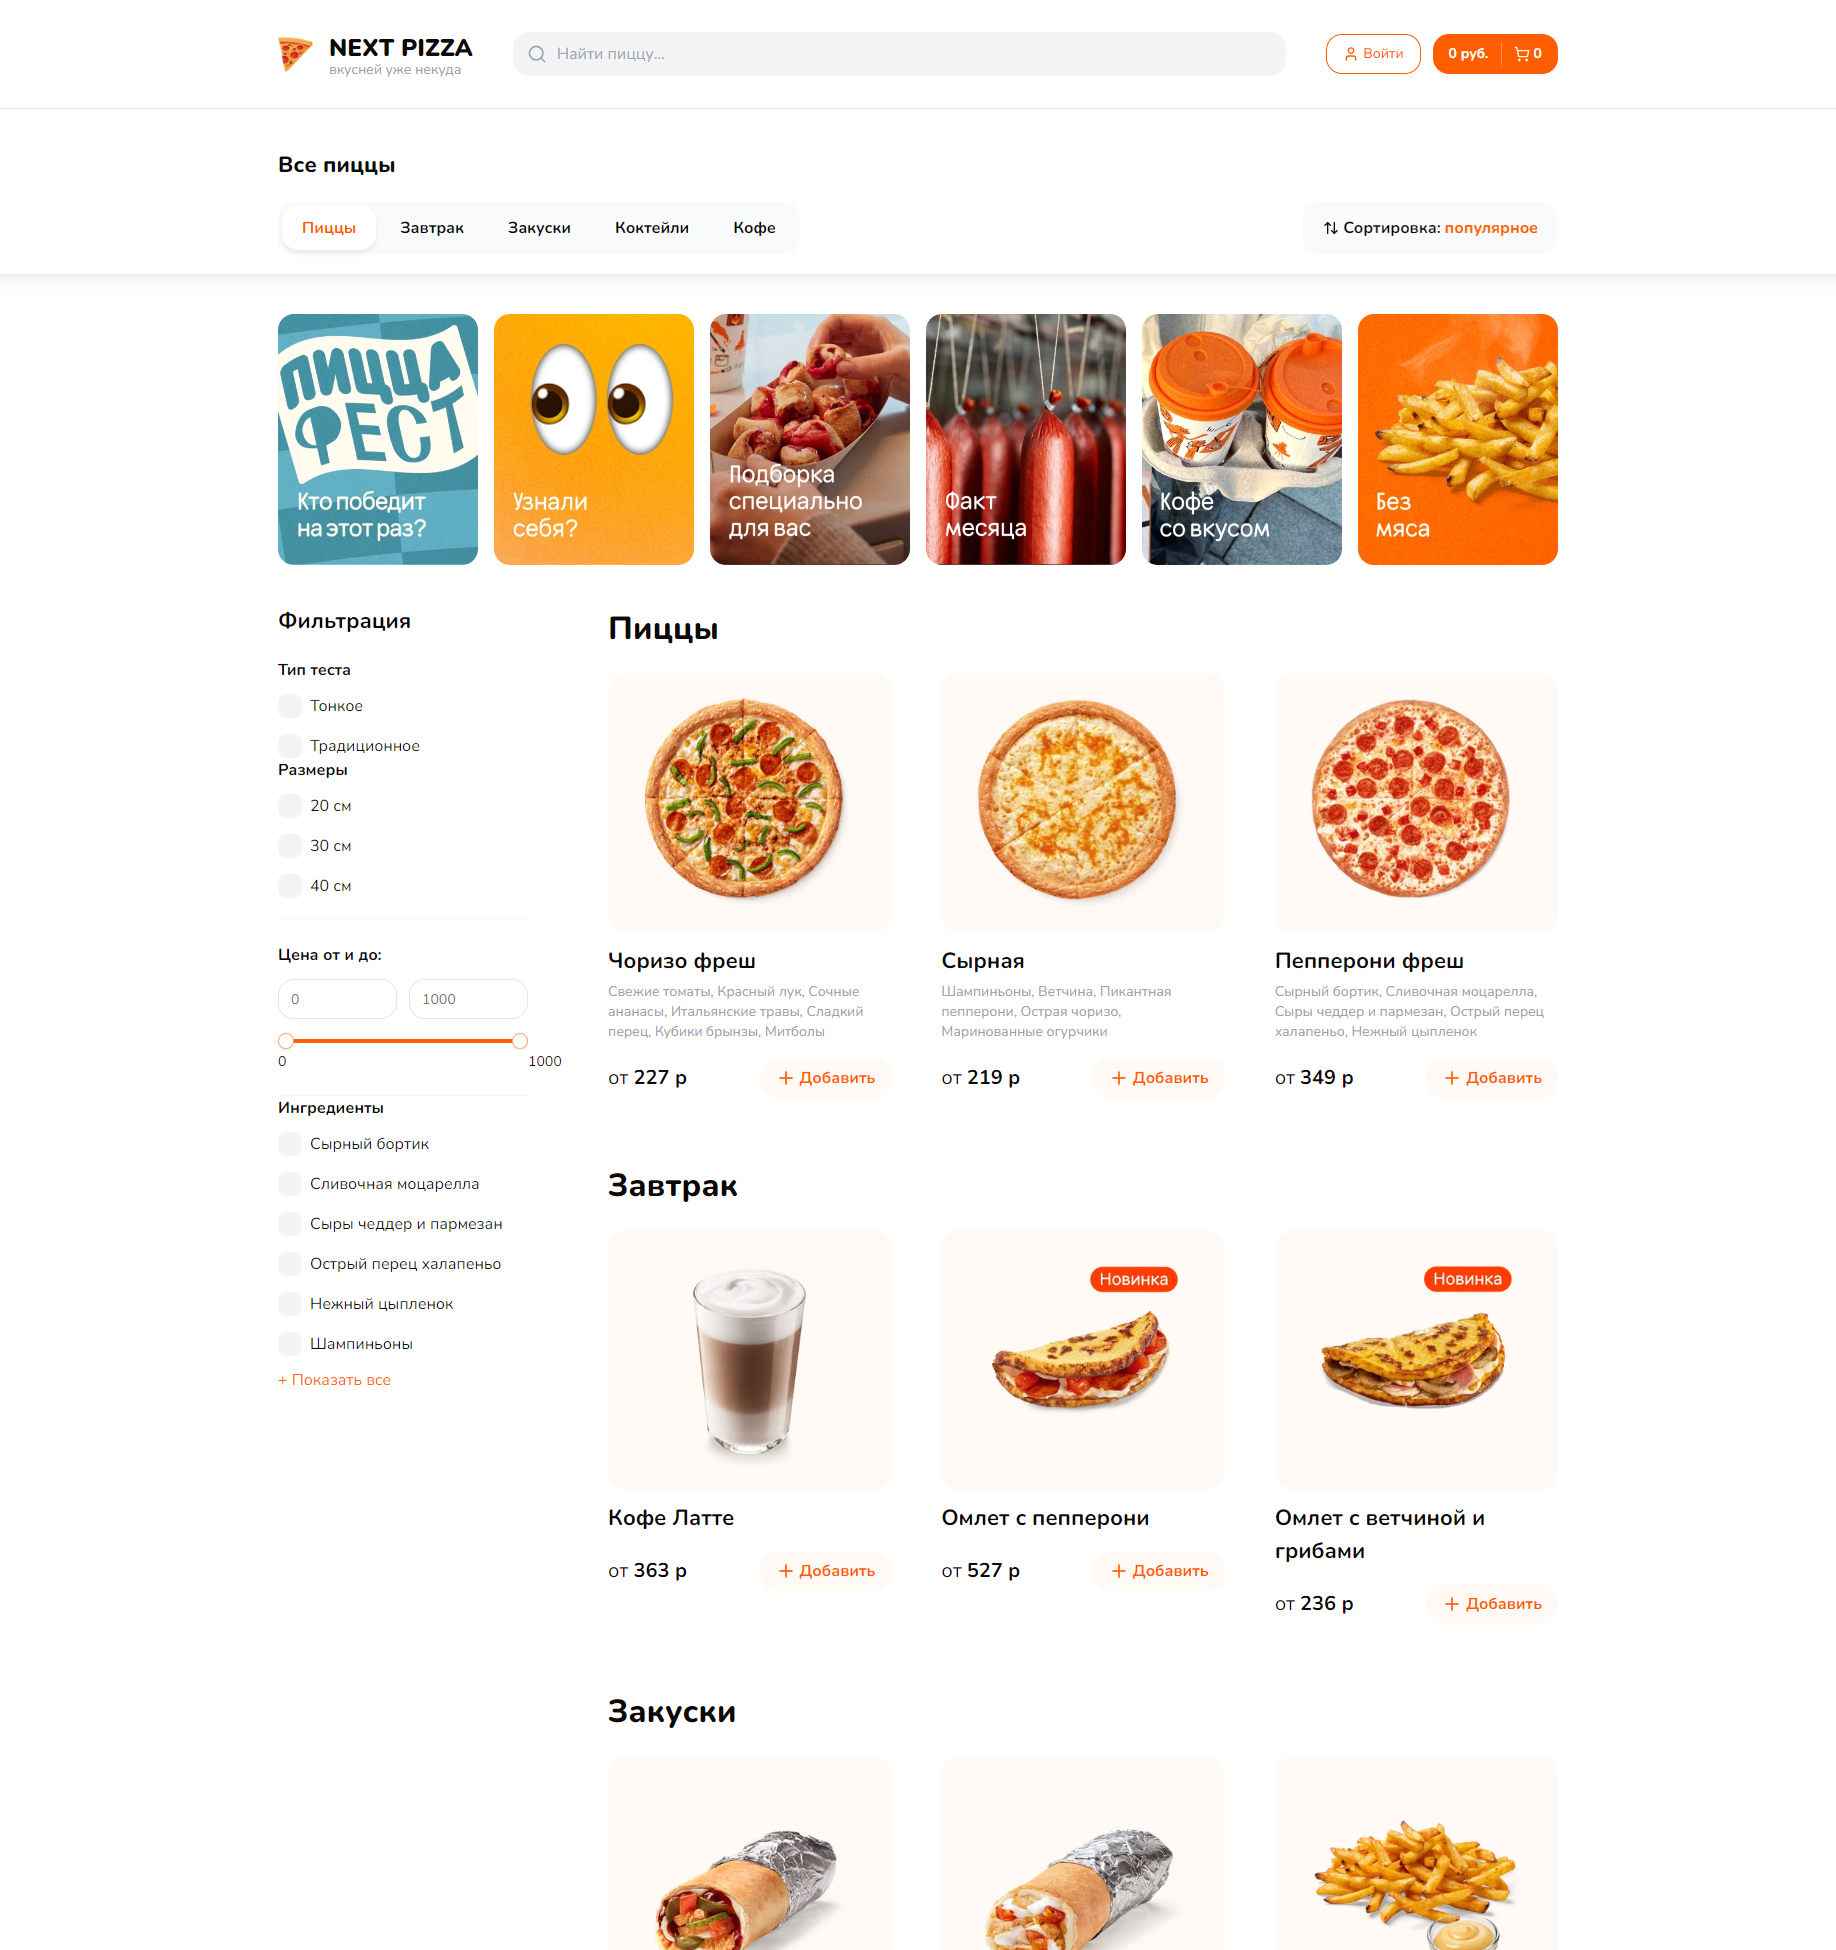 NEXT PIZZA
вкусней уже некуда
Найти пиццу...
Войти
0 руб.
0
Все пиццы
Пиццы
Завтрак
Закуски
Коктейли
Кофе
Сортировка: популярное
ПИЦЦА
ФЕСТ
Кто победит
на этот раз?
Узнали
себя?
Подборка
специально
для вас
Факт
месяца
Кофе
со вкусом
Без
мяса
Фильтрация
Тип теста
Тонкое
Традиционное
Размеры
20 см
30 см
40 см
Цена от и до:
0
1000
0
1000
Ингредиенты
Сырный бортик
Сливочная моцарелла
Сыры чеддер и пармезан
Острый перец халапеньо
Нежный цыпленок
Шампиньоны
+ Показать все
Пиццы
Чоризо фреш
Свежие томаты, Красный лук, Сочные
ананасы, Итальянские травы, Сладкий
перец, Кубики брынзы, Митболы
от 227 р
+ Добавить
Сырная
Шампиньоны, Ветчина, Пикантная
пепперони, Острая чоризо,
Маринованные огурчики
от 219 р
+ Добавить
Пепперони фреш
Сырный бортик, Сливочная моцарелла,
Сыры чеддер и пармезан, Острый перец
халапеньо, Нежный цыпленок
от 349 р
+ Добавить
Завтрак
Кофе Латте
от 363 р
+ Добавить
Новинка
Омлет с пепперони
от 527 р
+ Добавить
Новинка
Омлет с ветчиной и
грибами
от 236 р
+ Добавить
Закуски